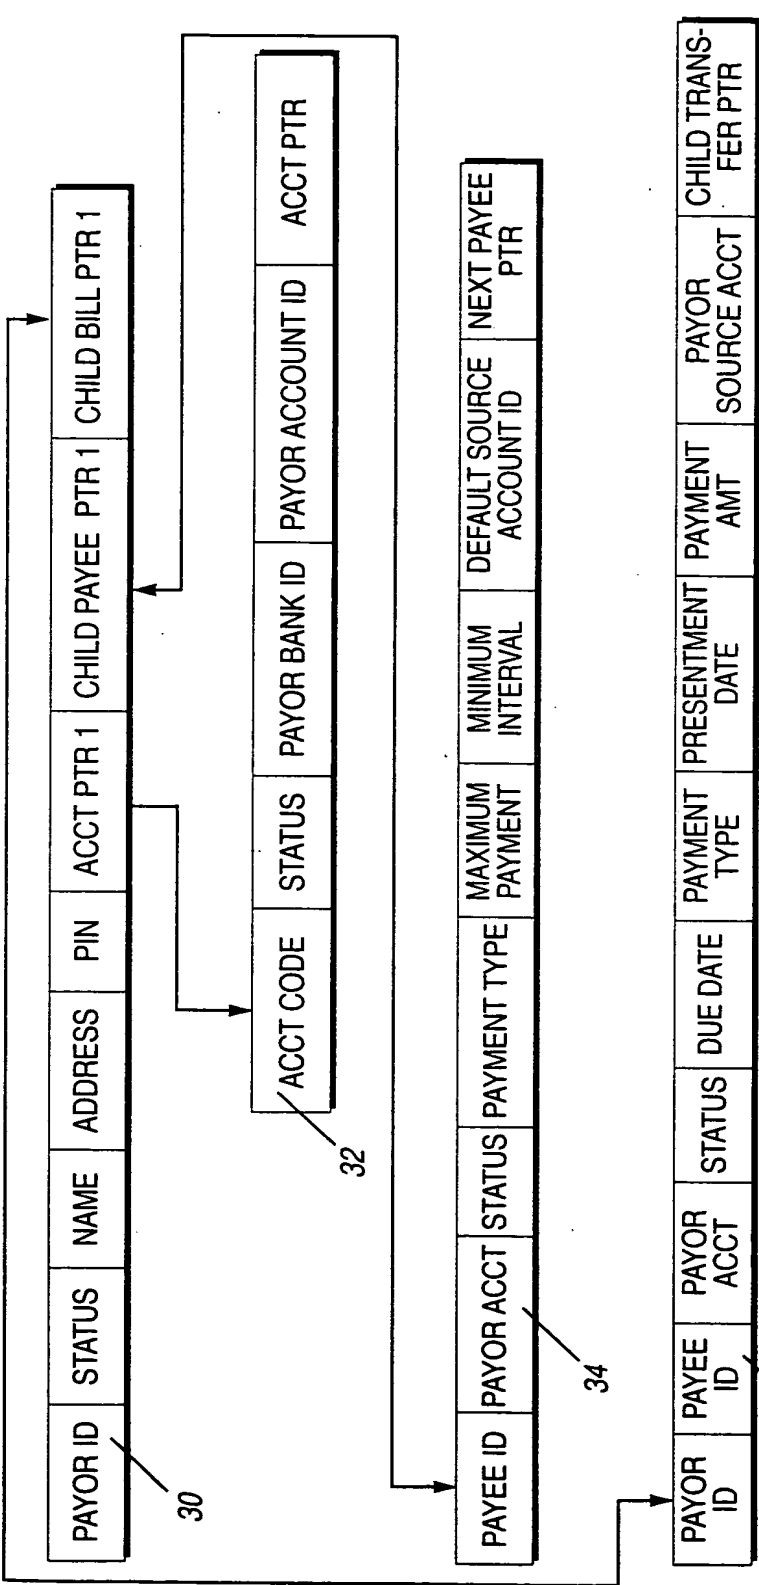 PAYOR ID
STATUS
NAME
ADDRESS
PIN
ACCT PTR 1
CHILD PAYEE PTR 1
CHILD BILL PTR 1
30
ACCT CODE
STATUS
PAYOR BANK ID
PAYOR ACCOUNT ID
ACCT PTR
32
PAYEE ID
PAYOR ACCT
STATUS
PAYMENT TYPE
MAXIMUM
PAYMENT
MINIMUM
INTERVAL
DEFAULT SOURCE
ACCOUNT ID
NEXT PAYEE
PTR
34
PAYOR
ID
PAYEE
ID
PAYOR
ACCT
STATUS
DUE DATE
PAYMENT
TYPE
PRESENTMENT
DATE
PAYMENT
AMT
PAYOR
SOURCE ACCT
CHILD TRANS-
FER PTR